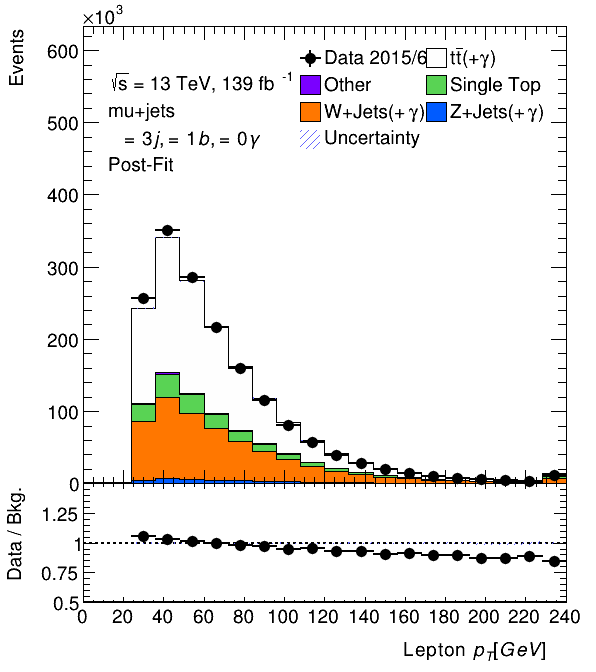 ×10³
Events
600
500
400
300
200
100
0
√s = 13 TeV, 139 fb⁻¹
mu+jets
= 3j, = 1b, = 0γ
Post-Fit
Data 2015/6
tt̄(+γ)
Other
Single Top
W+Jets(+γ)
Z+Jets(+γ)
Uncertainty
Data / Bkg.
1.25
1
0.75
0.5
0 20 40 60 80 100 120 140 160 180 200 220 240
Lepton p_T[GeV]